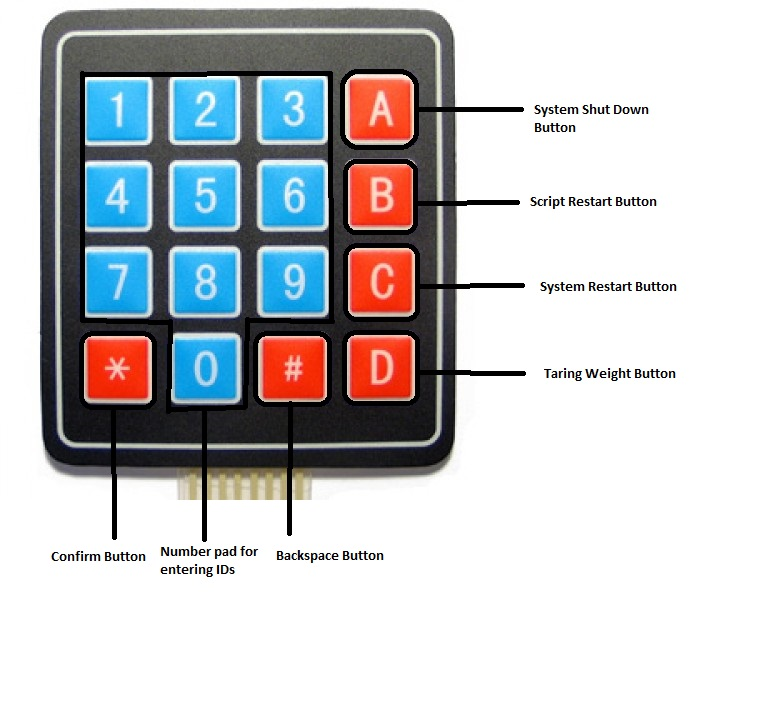 1 2 3 A
System Shut Down
Button
4 5 6 B
Script Restart Button
7 8 9 C
System Restart Button
* 0 # D
Taring Weight Button
Confirm Button
Number pad for
entering IDs
Backspace Button